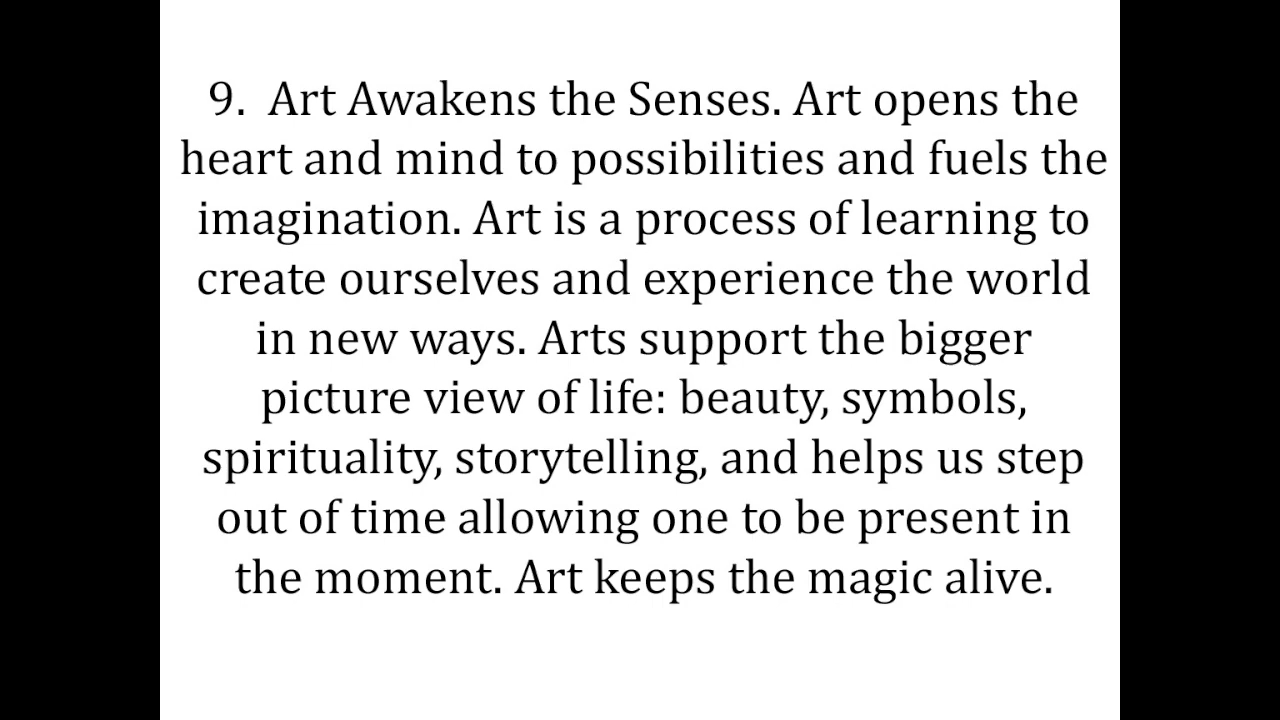 9.  Art Awakens the Senses. Art opens the
heart and mind to possibilities and fuels the
imagination. Art is a process of learning to
create ourselves and experience the world
in new ways. Arts support the bigger
picture view of life: beauty, symbols,
spirituality, storytelling, and helps us step
out of time allowing one to be present in
the moment. Art keeps the magic alive.